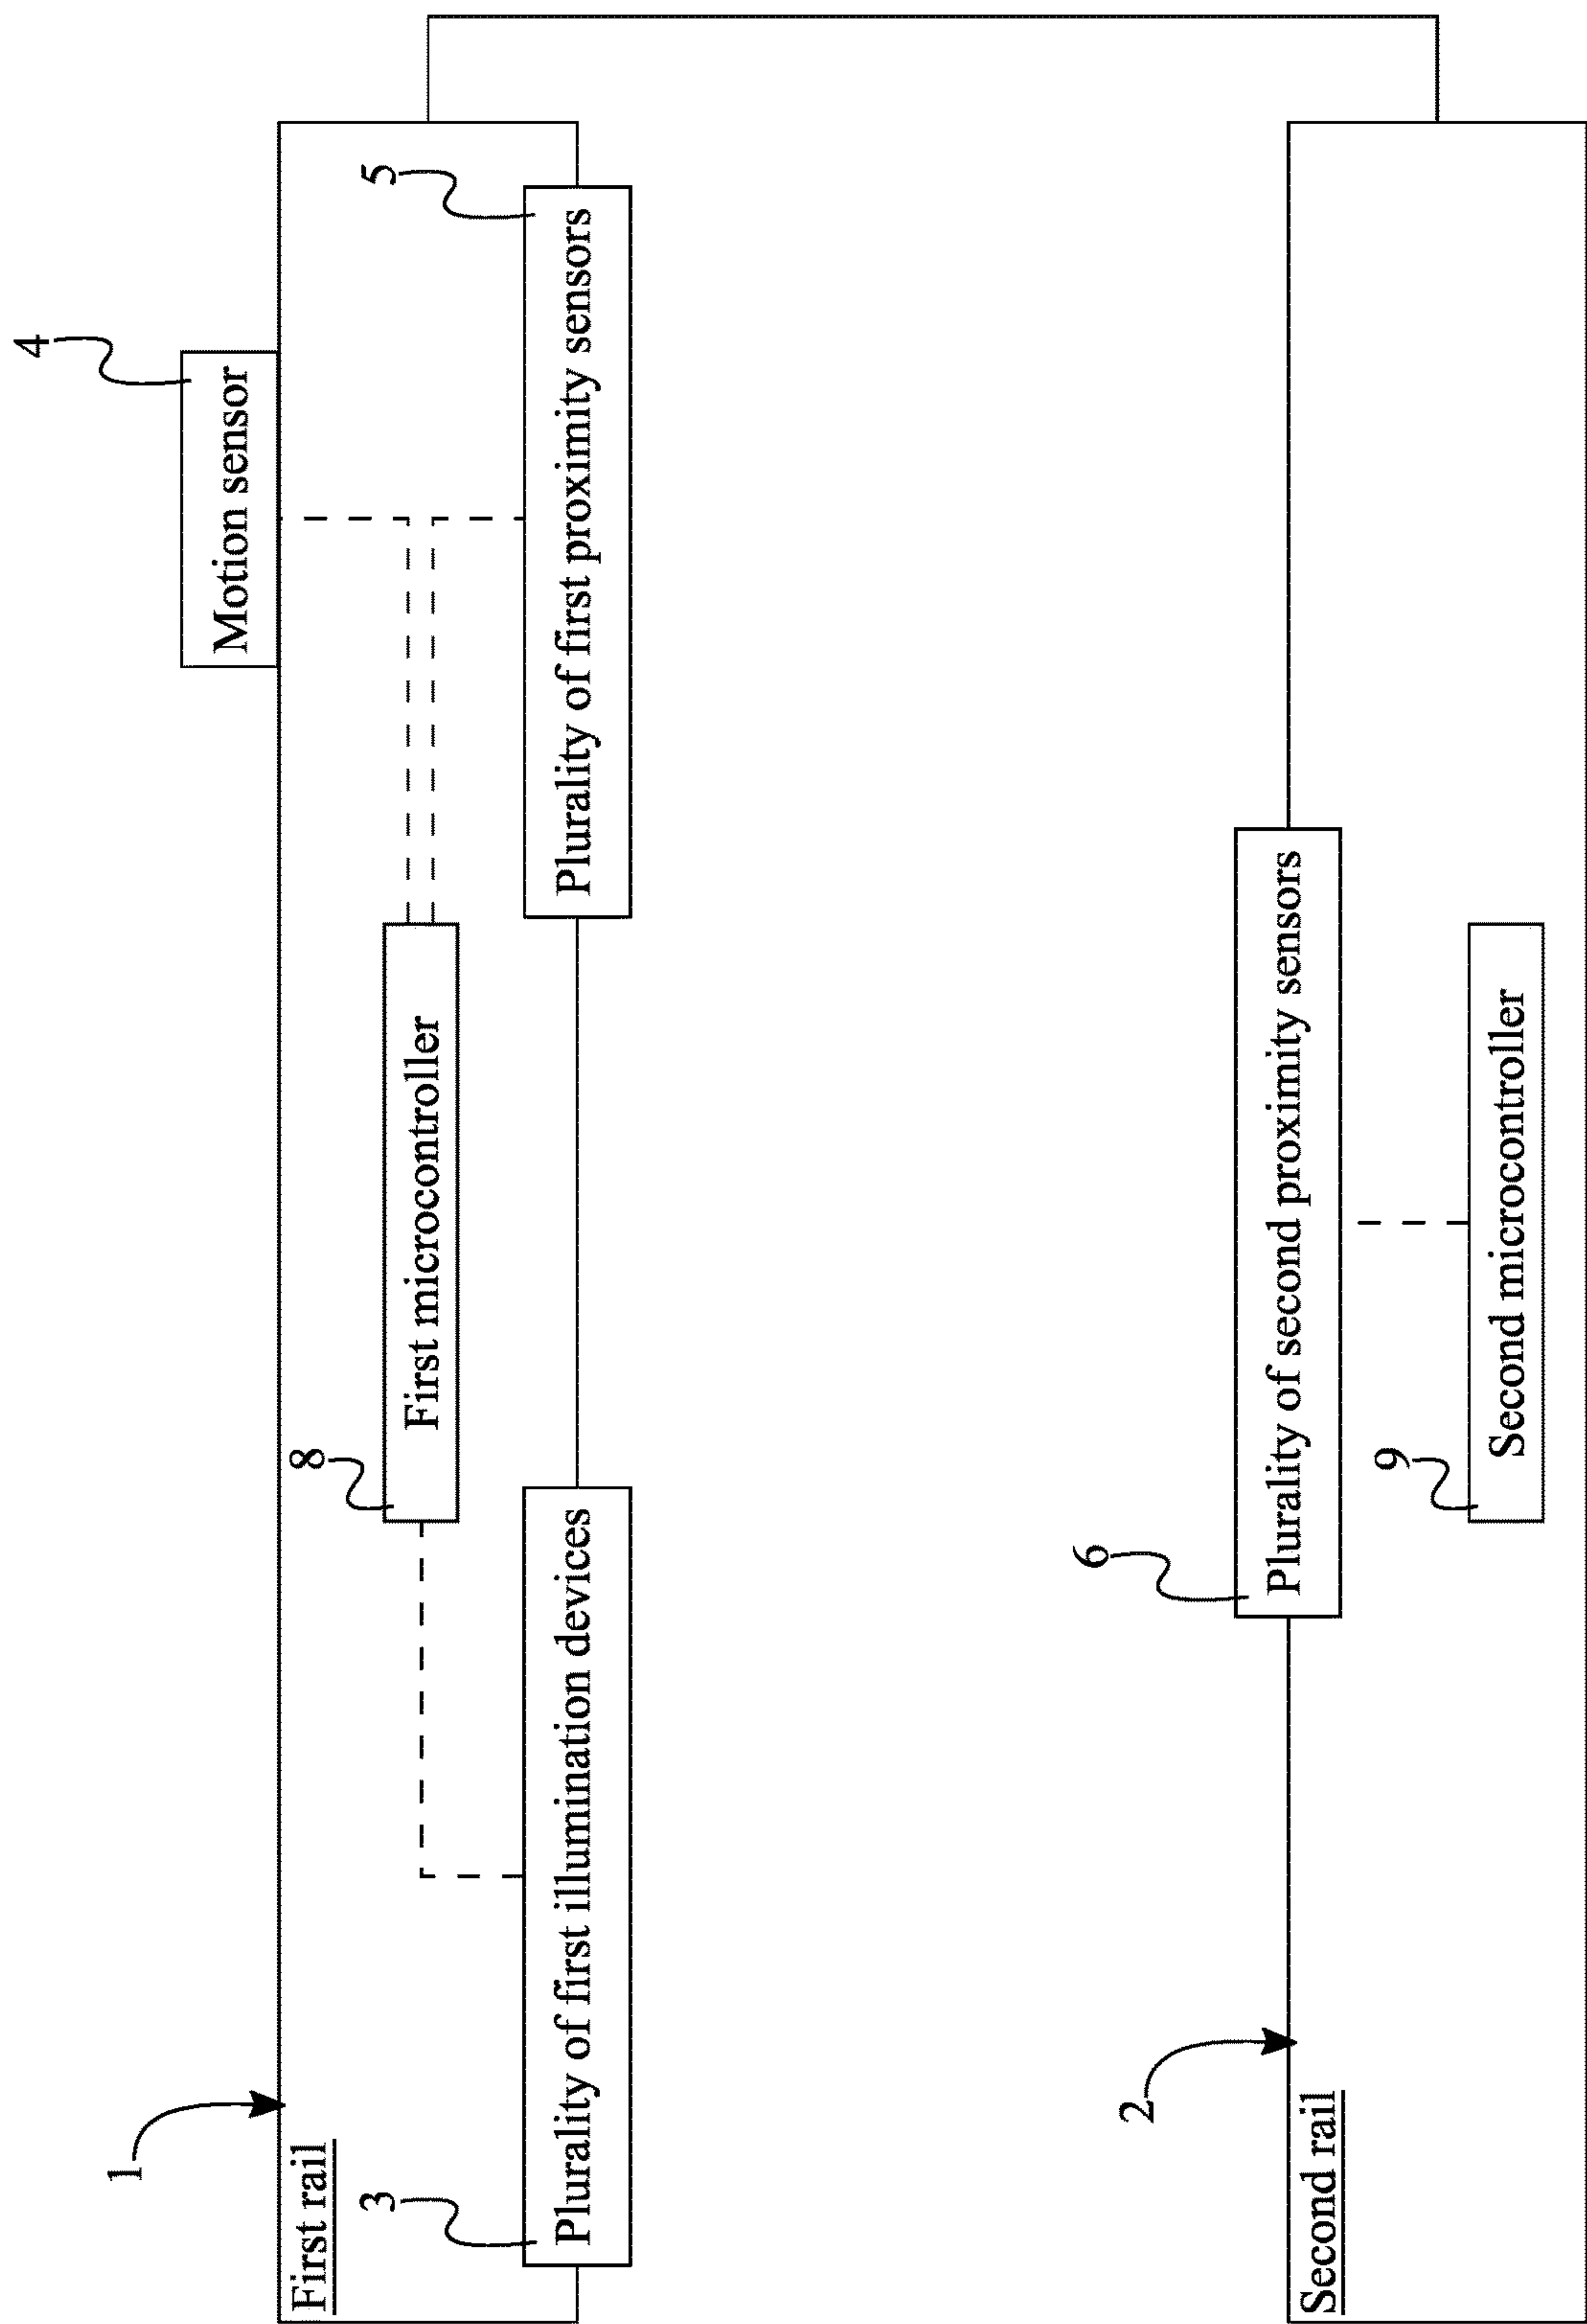 4
Motion sensor
1
First rail
8
First microcontroller
5
3
Plurality of first illumination devices
Plurality of first proximity sensors
6
Plurality of second proximity sensors
2
Second rail
9
Second microcontroller